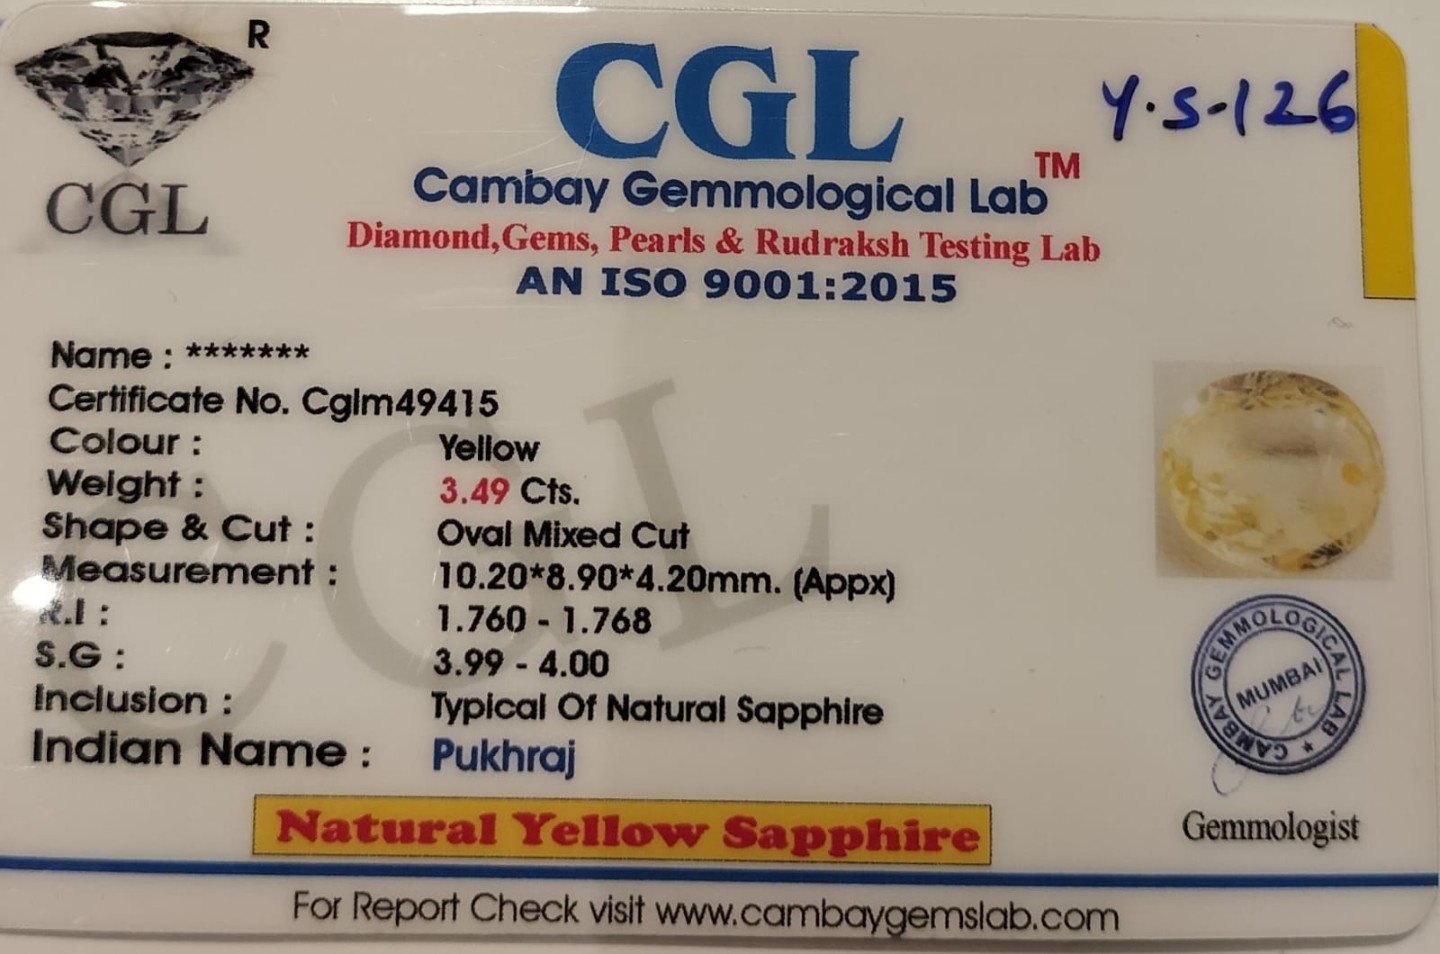 R
CGL
CGL
Y.S-126
Cambay Gemmological Lab TM
Diamond,Gems, Pearls & Rudraksh Testing Lab
AN ISO 9001:2015
Name : *******
Certificate No. Cglm49415
Colour : Yellow
Weight : 3.49 Cts.
Shape & Cut : Oval Mixed Cut
Measurement : 10.20*8.90*4.20mm. (Appx)
R.I : 1.760 - 1.768
S.G : 3.99 - 4.00
Inclusion : Typical Of Natural Sapphire
Indian Name : Pukhraj
CGL
CAMBAY GEMMOLOGICAL LAB *
MUMBAI
Gemmologist
Natural Yellow Sapphire
For Report Check visit www.cambaygemslab.com